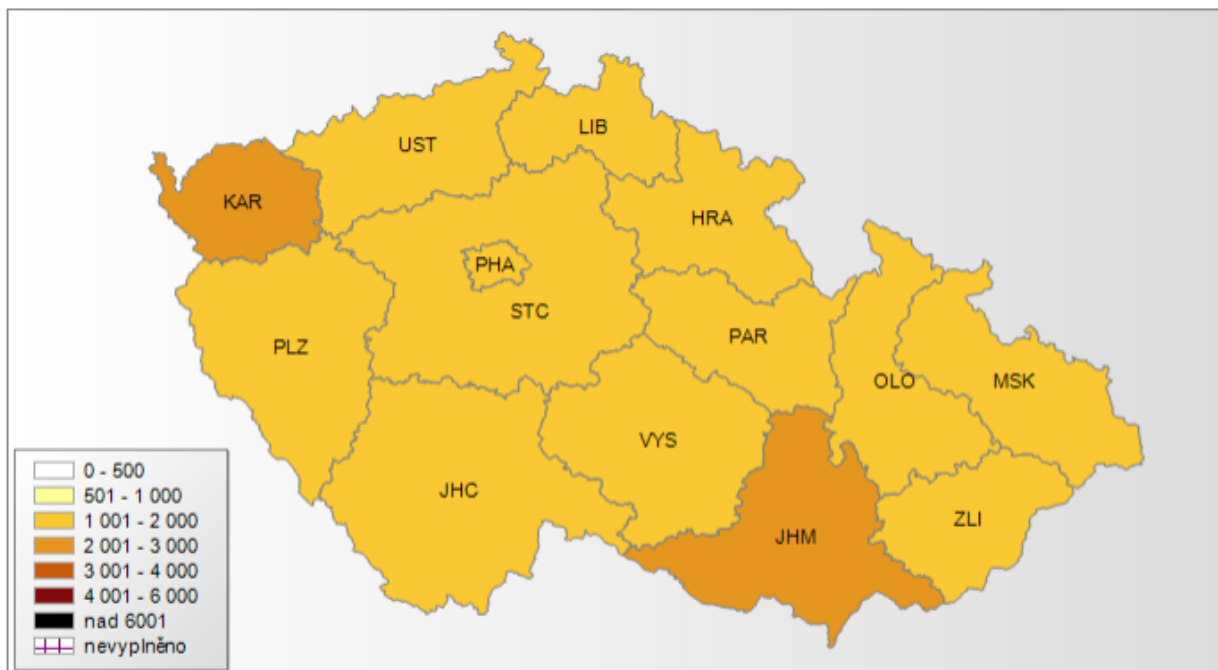 LIB
UST
KAR
HRA
PHA
STC
PAR
PLZ
OLO
MSK
VYS
JHC
ZLI
JHM
0 - 500
501 - 1 000
1 001 - 2 000
2 001 - 3 000
3 001 - 4 000
4 001 - 6 000
nad 6001
nevyplněno